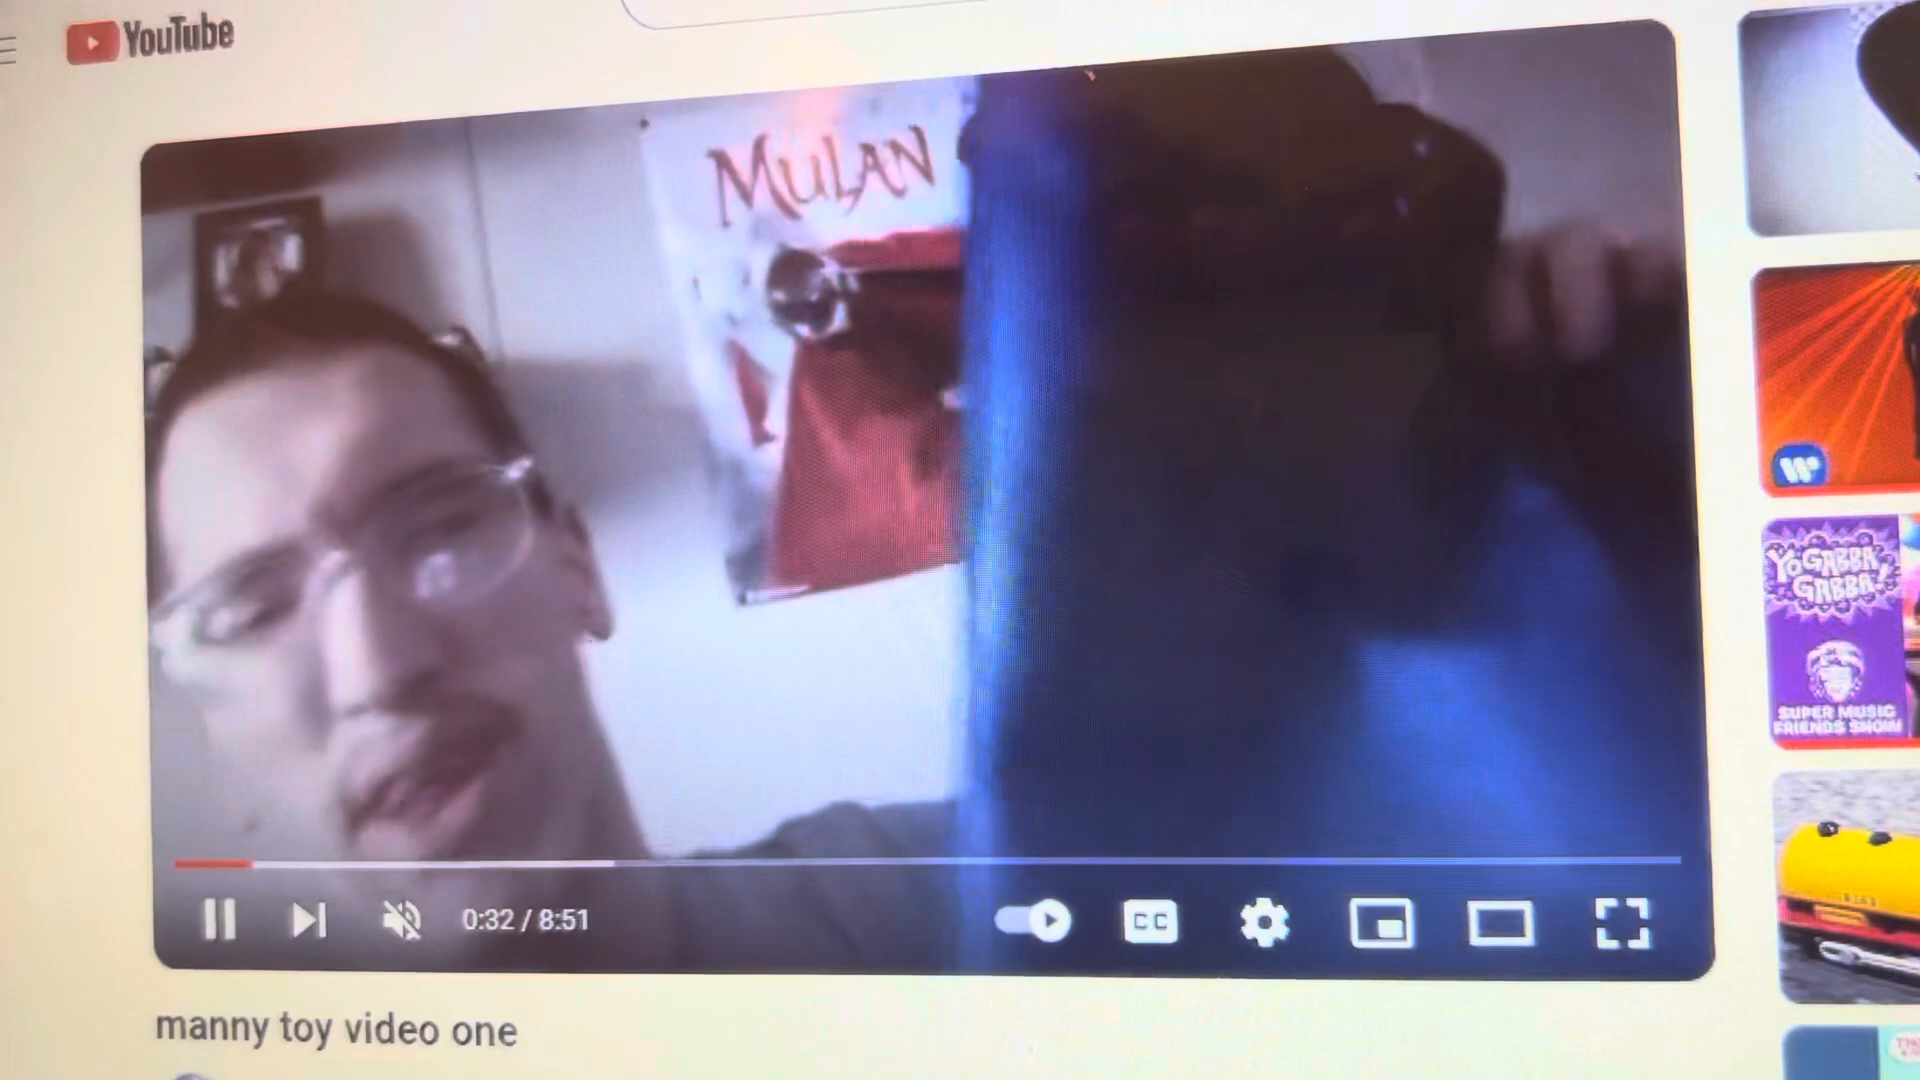 YouTube
MULAN
W
YO GABBA
GABBA!
SUPER MUSIC
FRIENDS SHOW
0:32 / 8:51
CC
manny toy video one